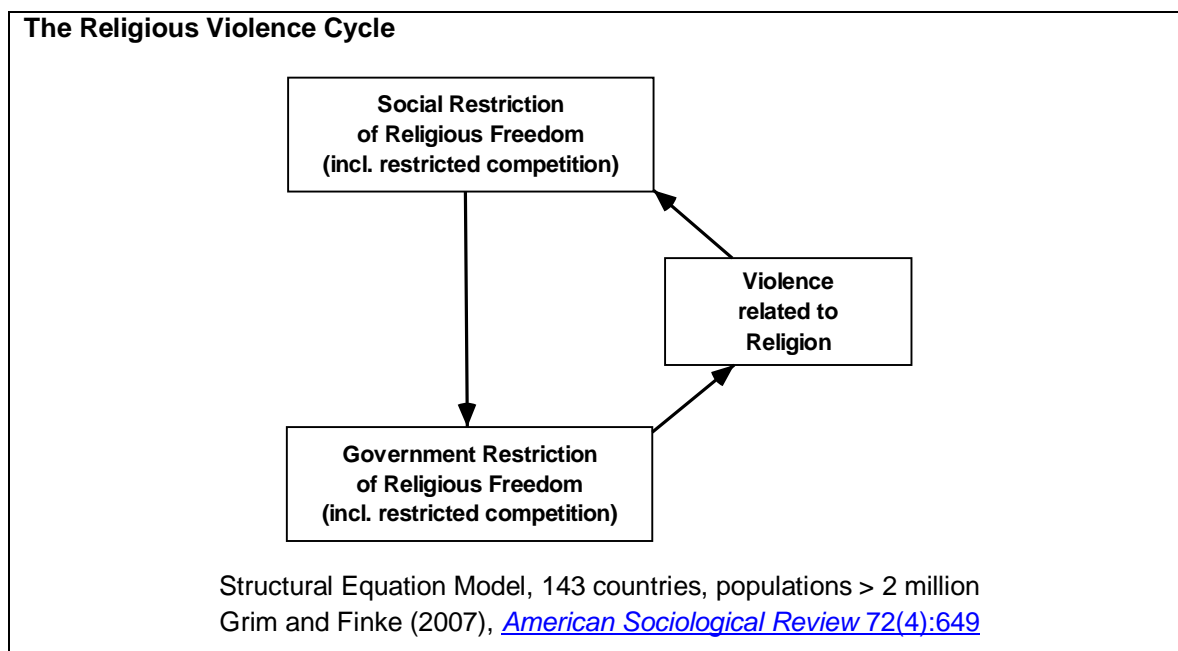 The Religious Violence Cycle
Social Restriction
of Religious Freedom
(incl. restricted competition)
Violence
related to
Religion
Government Restriction
of Religious Freedom
(incl. restricted competition)
Structural Equation Model, 143 countries, populations > 2 million
Grim and Finke (2007), American Sociological Review 72(4):649